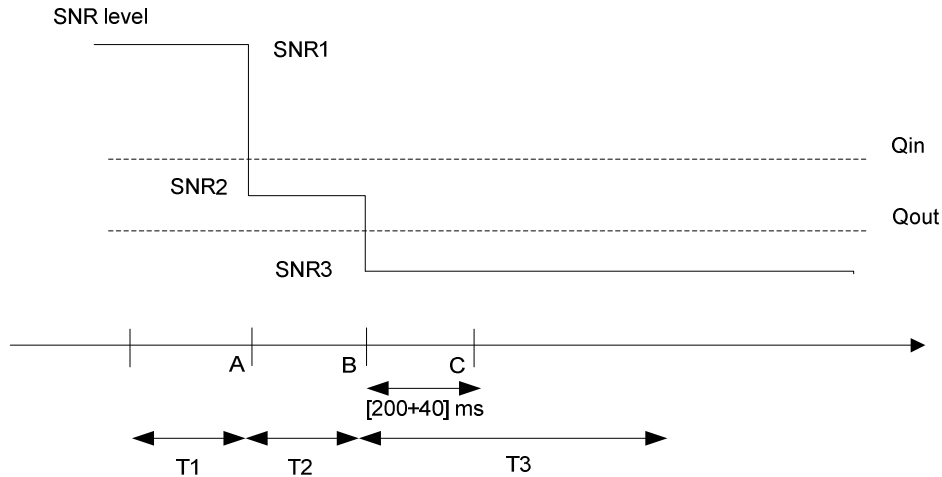 SNR level
SNR1
Qin
SNR2
Qout
SNR3
A
B
C
[200+40] ms
T1
T2
T3